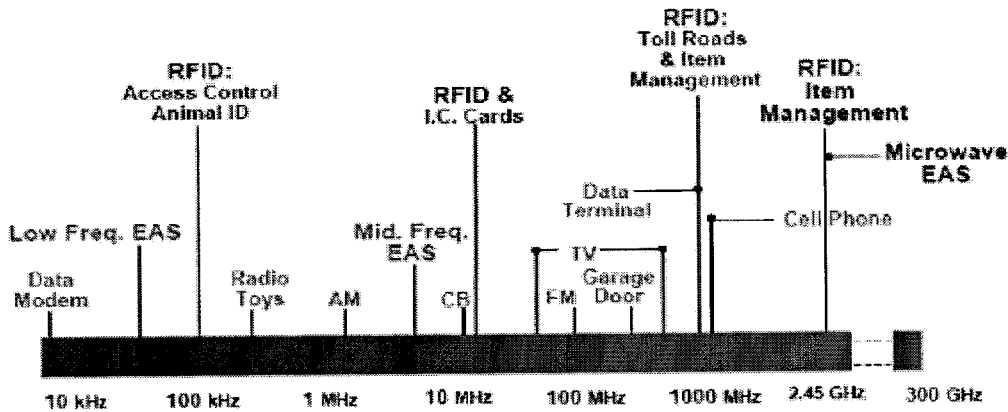 RFID:
Toll Roads
& Item
Management
RFID:
Access Control
Animal ID
RFID &
I.C. Cards
RFID:
Item
Management
Microwave
EAS
Data
Terminal
Cell Phone
Low Freq. EAS
Mid. Freq.
EAS
TV
Data
Modem
Radio
Toys
AM
CB
FM
Garage
Door
10 kHz
100 kHz
1 MHz
10 MHz
100 MHz
1000 MHz
2.45 GHz
300 GHz